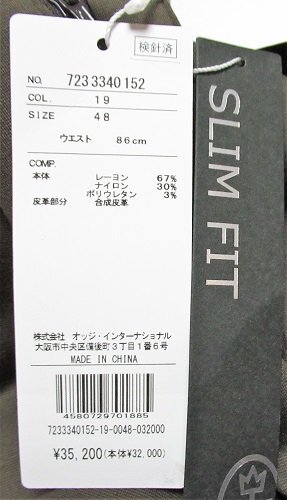 検針済
NO. 7233340152
COL. 19
SIZE 48
ウエスト 86cm
COMP.
本体 レーヨン 67%
ナイロン 30%
ポリウレタン 3%
皮革部分 合成皮革
株式会社 オッジ・インターナショナル
大阪市中央区備後町3丁目1番6号
MADE IN CHINA
4580729701885
7233340152-19-0048-032000
¥35,200(本体¥32,000)
SLIM FIT